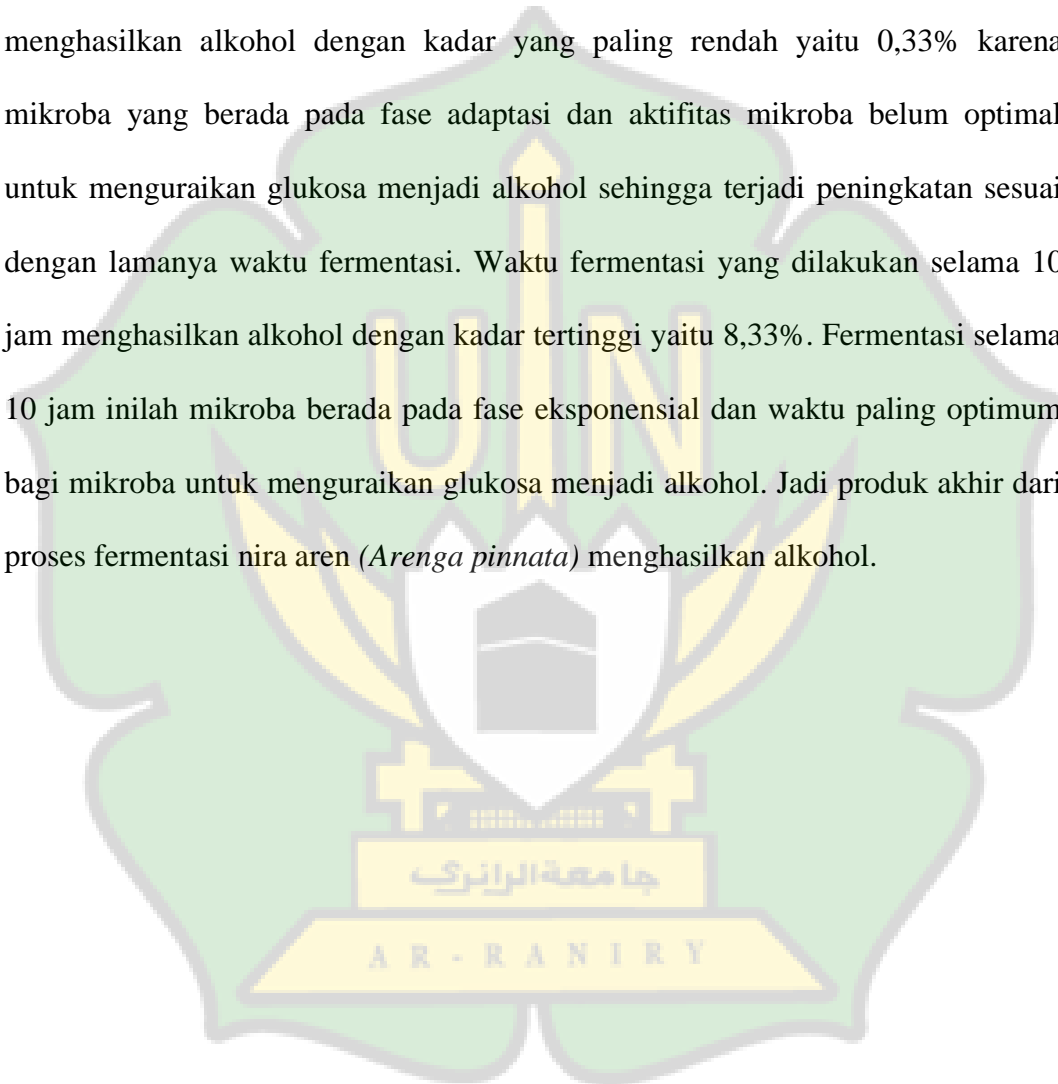 menghasilkan alkohol dengan kadar yang paling rendah yaitu 0,33% karena
mikroba yang berada pada fase adaptasi dan aktifitas mikroba belum optimal
untuk menguraikan glukosa menjadi alkohol sehingga terjadi peningkatan sesuai
dengan lamanya waktu fermentasi. Waktu fermentasi yang dilakukan selama 10
jam menghasilkan alkohol dengan kadar tertinggi yaitu 8,33%. Fermentasi selama
10 jam inilah mikroba berada pada fase eksponensial dan waktu paling optimum
bagi mikroba untuk menguraikan glukosa menjadi alkohol. Jadi produk akhir dari
proses fermentasi nira aren (Arenga pinnata) menghasilkan alkohol.
UIN
جامعة الرانري
AR-RANIRY